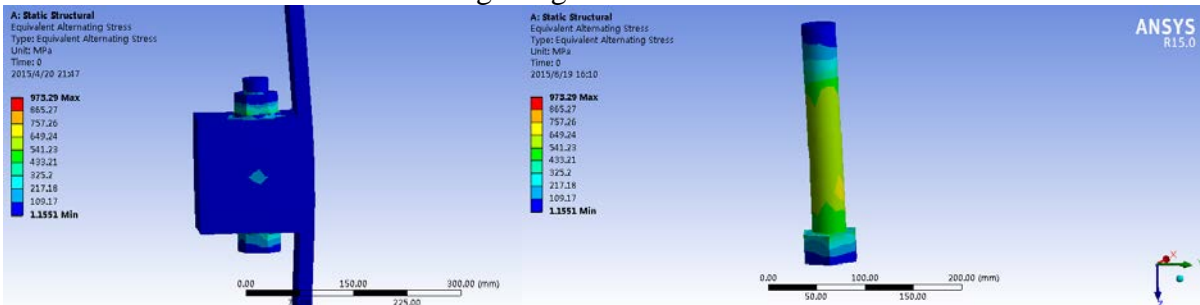 A: Static Structural
Equivalent Alternating Stress
Type: Equivalent Alternating Stress
Unit: MPa
Time: 0
2015/4/20 21:47
973.29 Max
865.27
757.26
649.24
541.23
433.21
325.2
217.18
109.17
1.1551 Min
0.00
150.00
300.00 (mm)
225.00
A: Static Structural
Equivalent Alternating Stress
Type: Equivalent Alternating Stress
Unit: MPa
Time: 0
2015/6/19 16:10
973.29 Max
865.27
757.26
649.24
541.23
433.21
325.2
217.18
109.17
1.1551 Min
0.00
100.00
200.00 (mm)
50.00
150.00
ANSYS
R15.0
X